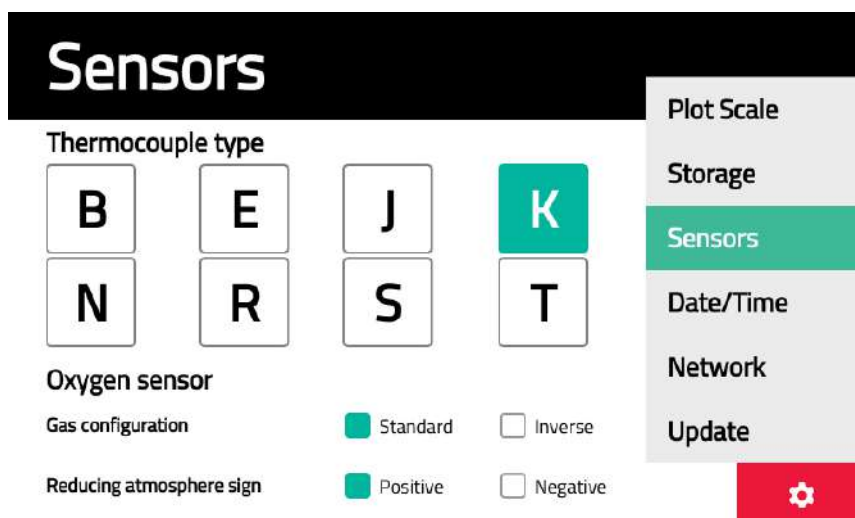 Sensors
Thermocouple type
B E J K
N R S T
Oxygen sensor
Gas configuration Standard Inverse
Reducing atmosphere sign Positive Negative
Plot Scale
Storage
Sensors
Date/Time
Network
Update